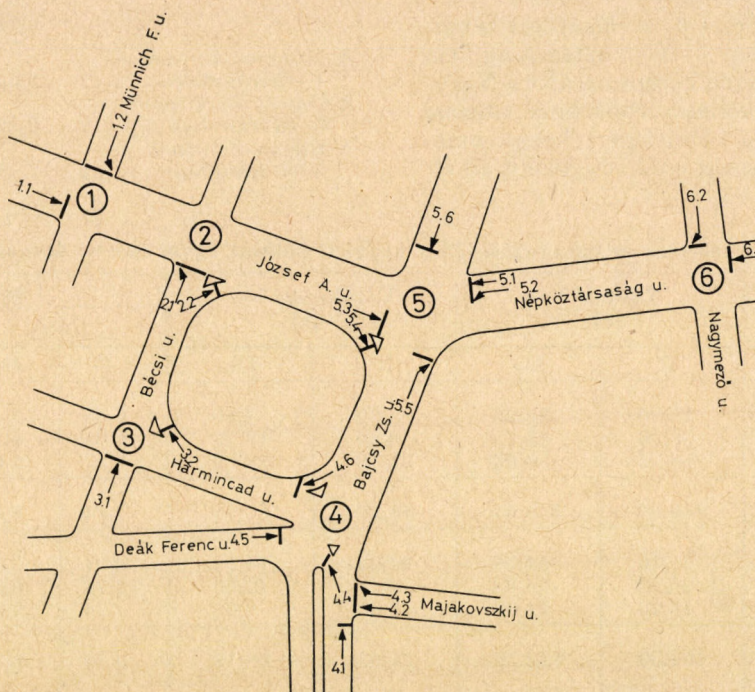 1.2 Münnich F. u.
1.1
1
2
József A. u.
5.6
6.2
6.
5.1
5.2
5
6
Népköztársaság u.
Nagymező u.
2.1
2.2
5.3
5.4
Bécsi u.
5.5
Bajcsy Zs. u.
3
3.2
3.1
Harmincad u.
4.6
4
Deák Ferenc u.
4.5
4.4
4.3
4.2
Majakovszkij u.
4.1